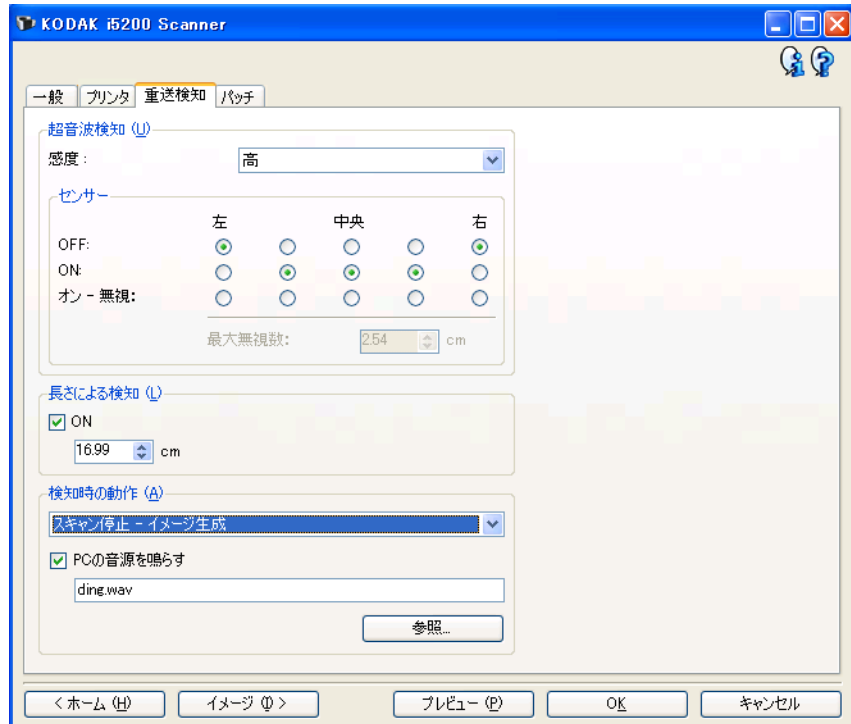 KODAK i5200 Scanner
一般 プリンタ 重送検知 パッチ
超音波検知 (U)
感度: 高
センサー
左 中央 右
OFF:
ON:
オン - 無視:
最大無視数: 2.54 cm
長さによる検知 (L)
ON
16.99 cm
検知時の動作 (A)
スキャン停止 - イメージ生成
PCの音源を鳴らす
ding.wav
参照...
< ホーム (H) イメージ (I) > プレビュー (P) OK キャンセル